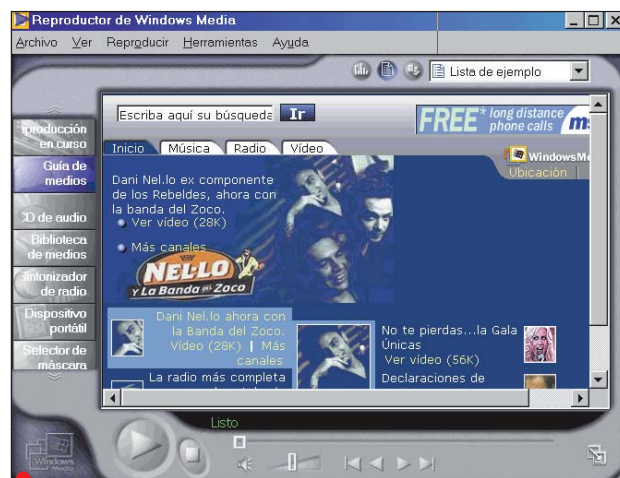 Reproductor de Windows Media
Archivo Ver Reproducir Herramientas Ayuda
Lista de ejemplo
Escriba aquí su búsqueda
Ir
FREE* long distance
phone calls
Inicio Música Radio Vídeo
Ubicación
Dani Nel.lo ex componente
de los Rebeldes, ahora con
la banda del Zoco.
Ver vídeo (28K)
Más canales
NEL·LO
Y La Banda DEL Zoco
Dani Nel.lo ahora con
la Banda del Zoco.
Vídeo (28K) | Más
canales
La radio más completa
No te pierdas...la Gala
Únicas
Ver vídeo (56K)
Declaraciones de
en curso
Guía de
medios
CD de audio
Biblioteca
de medios
Sintonizador
de radio
Dispositivo
portátil
Selector de
máscara
Listo
Windows
Media